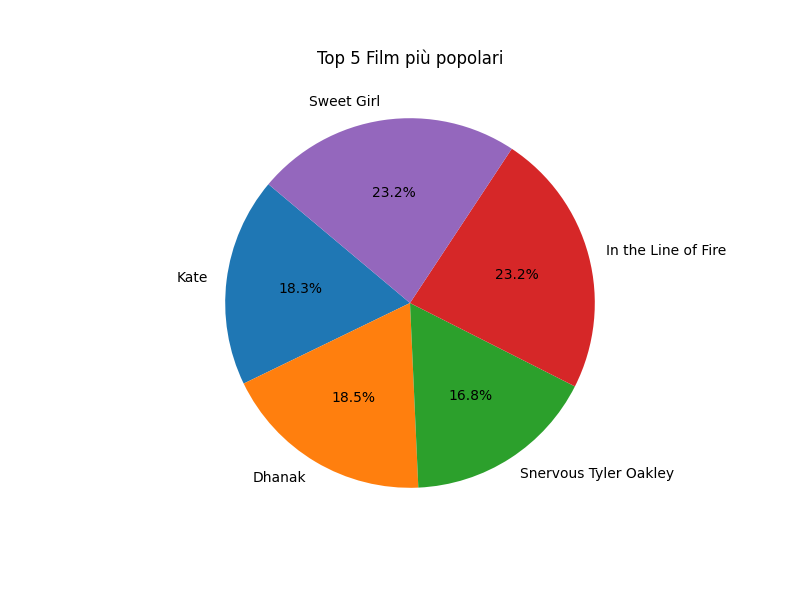 Top 5 Film più popolari
Sweet Girl
23.2%
In the Line of Fire
23.2%
Kate
18.3%
Dhanak
18.5%
Snervous Tyler Oakley
16.8%